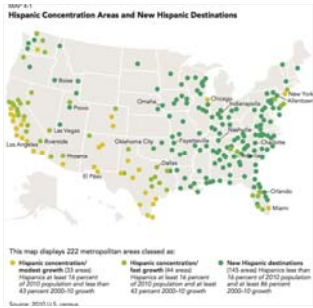 MAP 4-1
Hispanic Concentration Areas and New Hispanic Destinations
Boise
Provo
Omaha
Chicago
Indianapolis
New York
Allentown
Las Vegas
Riverside
Los Angeles
Phoenix
Oklahoma City
Fayetteville
Nashville
Charlotte
El Paso
Dallas
Orlando
Miami
This map displays 222 metropolitan areas classed as:
Hispanic concentration/
modest growth (33 areas)
Hispanics at least 16 percent
of 2010 population and less than
43 percent 2000–10 growth
Hispanic concentration/
fast growth (44 areas)
Hispanics at least 16 percent
of 2010 population and at least
43 percent 2000–10 growth
New Hispanic destinations
(145 areas) Hispanics less than
16 percent of 2010 population
and at least 86 percent
2000–10 growth
Source: 2010 U.S. census